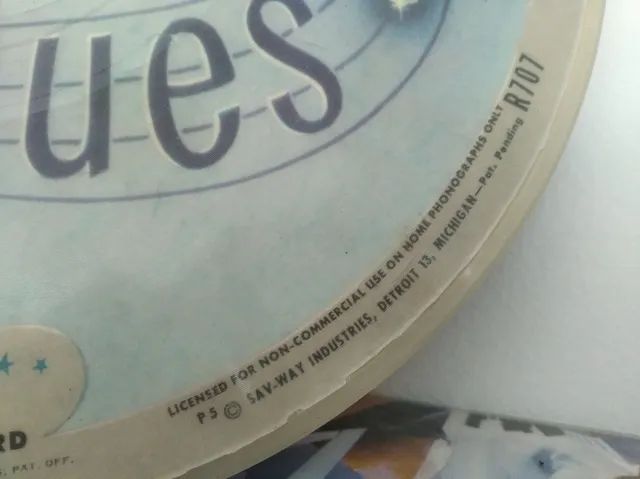 ues
LICENSED FOR NON-COMMERCIAL USE ON HOME PHONOGRAPHS ONLY
P5 © SAV-WAY INDUSTRIES, DETROIT 13, MICHIGAN—Pat. Pending R707
RD
S. PAT. OFF.